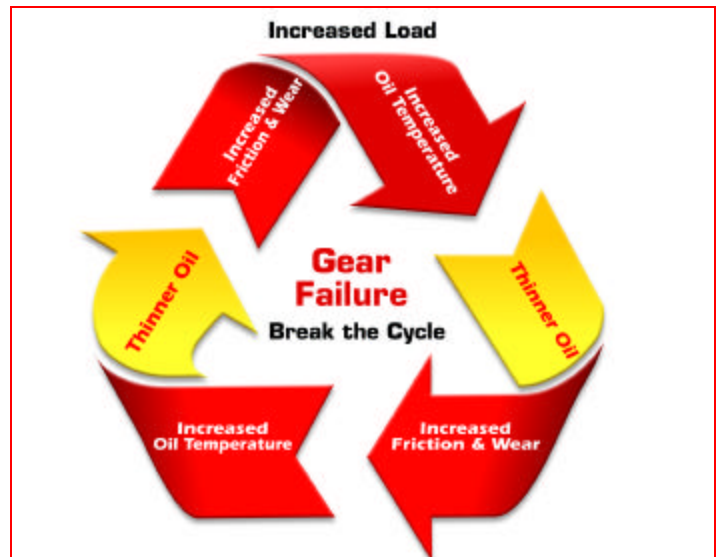 Increased Load
Increased
Friction & Wear
Increased
Oil Temperature
Thinner Oil
Increased
Friction & Wear
Increased
Oil Temperature
Thinner Oil
Gear
Failure
Break the Cycle